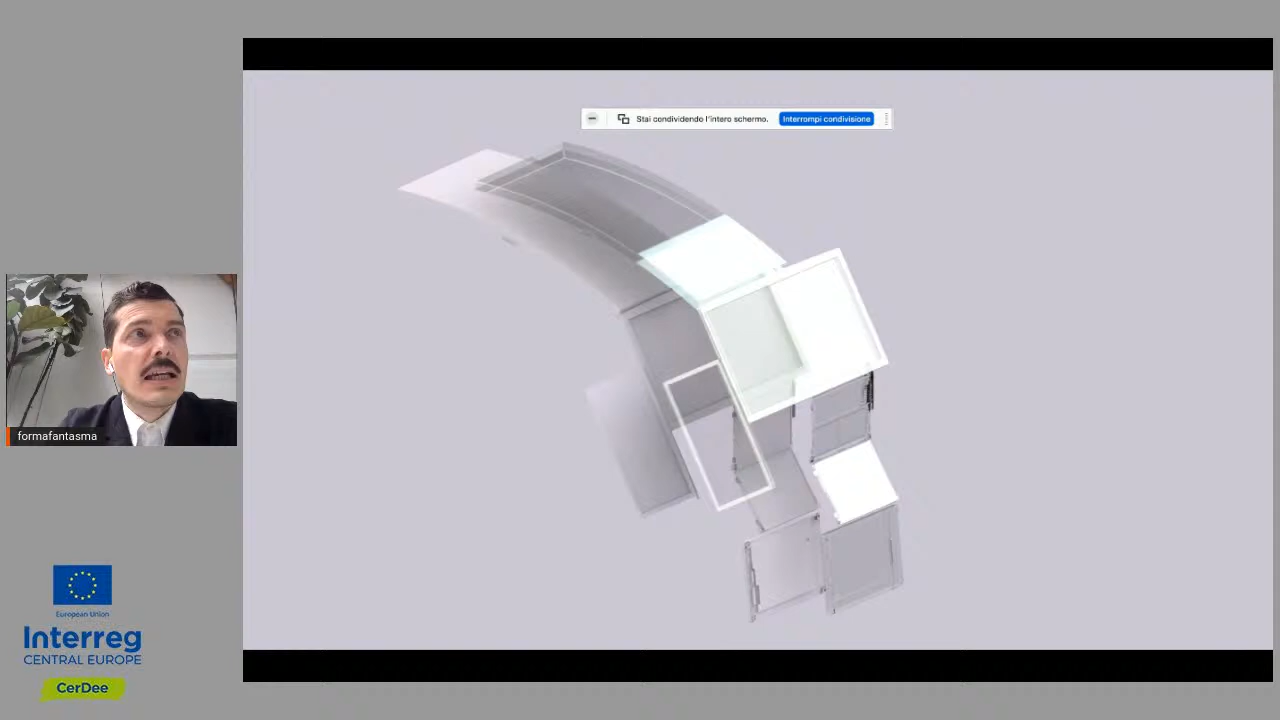 Stai condividendo l'intero schermo.
Interrompi condivisione
formafantasma
European Union
Interreg
CENTRAL EUROPE
CerDee